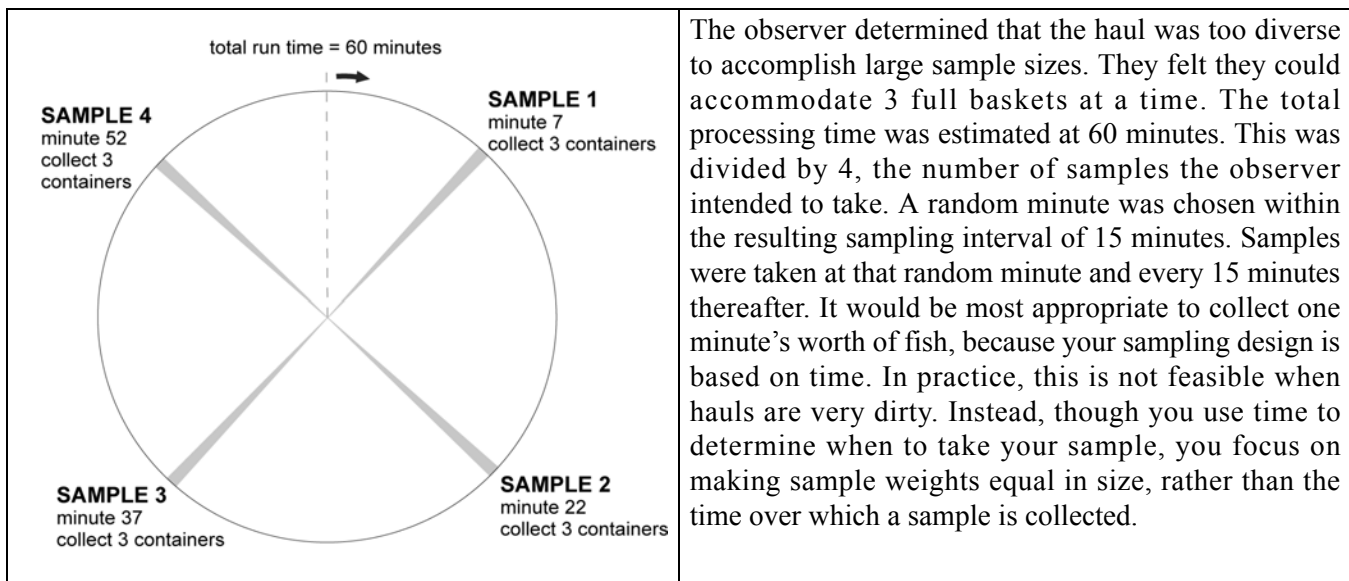 total run time = 60 minutes
SAMPLE 1
minute 7
collect 3 containers
SAMPLE 2
minute 22
collect 3 containers
SAMPLE 3
minute 37
collect 3 containers
SAMPLE 4
minute 52
collect 3
containers
The observer determined that the haul was too diverse
to accomplish large sample sizes. They felt they could
accommodate 3 full baskets at a time. The total
processing time was estimated at 60 minutes. This was
divided by 4, the number of samples the observer
intended to take. A random minute was chosen within
the resulting sampling interval of 15 minutes. Samples
were taken at that random minute and every 15 minutes
thereafter. It would be most appropriate to collect one
minute’s worth of fish, because your sampling design is
based on time. In practice, this is not feasible when
hauls are very dirty. Instead, though you use time to
determine when to take your sample, you focus on
making sample weights equal in size, rather than the
time over which a sample is collected.